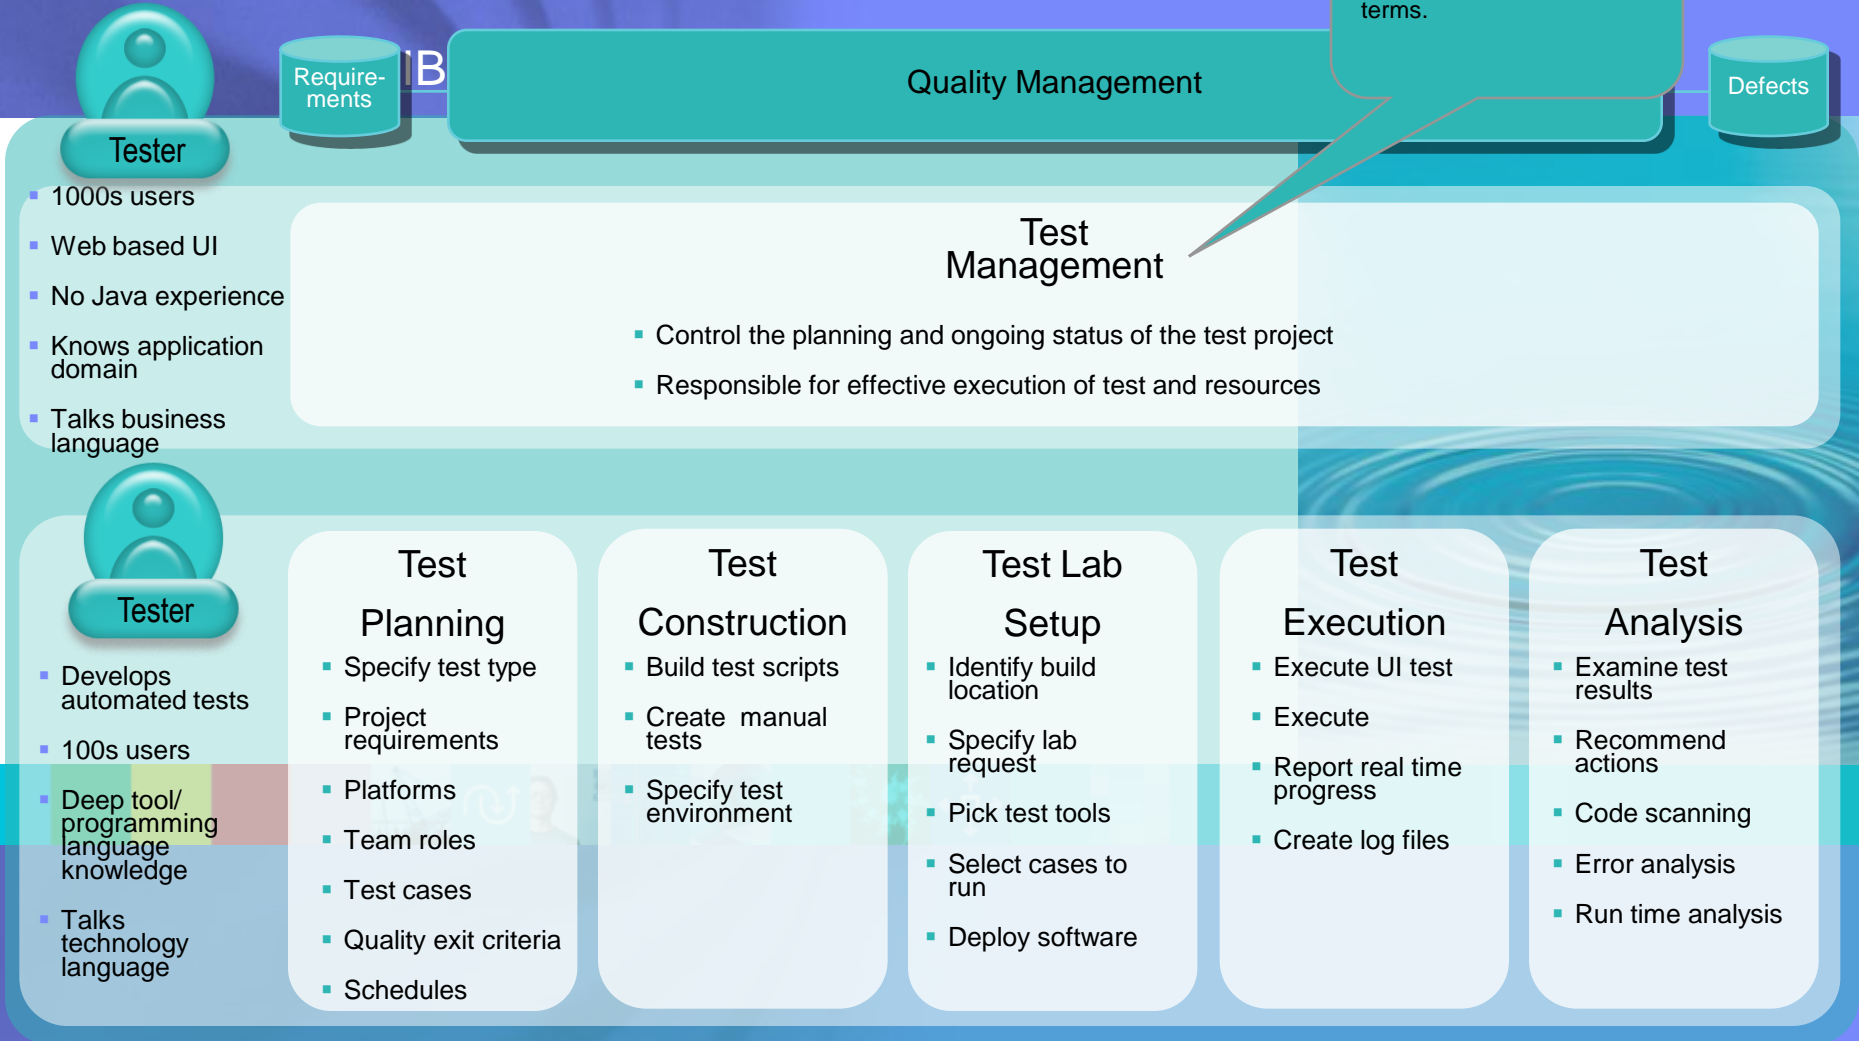 terms.
IB
Require-
ments
Quality Management
Defects
Tester
1000s users
Web based UI
No Java experience
Knows application
domain
Talks business
language
Test
Management
Control the planning and ongoing status of the test project
Responsible for effective execution of test and resources
Tester
Develops
automated tests
100s users
Deep tool/
programming
language
knowledge
Talks
technology
language
Test
Planning
Specify test type
Project
requirements
Platforms
Team roles
Test cases
Quality exit criteria
Schedules
Test
Construction
Build test scripts
Create manual
tests
Specify test
environment
Test Lab
Setup
Identify build
location
Specify lab
request
Pick test tools
Select cases to
run
Deploy software
Test
Execution
Execute UI test
Execute
Report real time
progress
Create log files
Test
Analysis
Examine test
results
Recommend
actions
Code scanning
Error analysis
Run time analysis